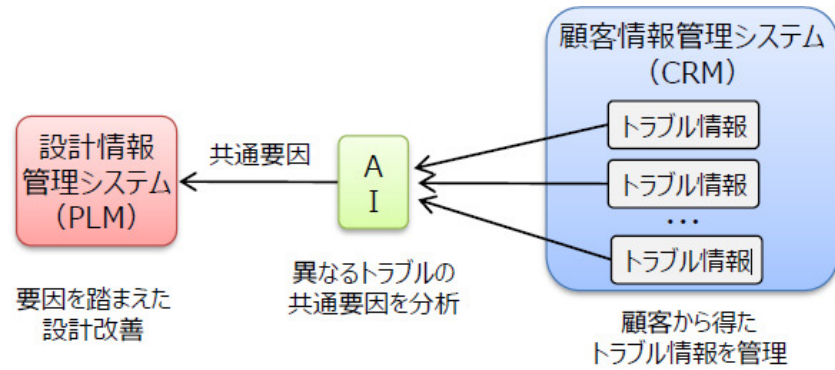 顧客情報管理システム
（CRM）
トラブル情報
トラブル情報
・・・
トラブル情報
顧客から得た
トラブル情報を管理
A
I
異なるトラブルの
共通要因を分析
共通要因
設計情報
管理システム
（PLM）
要因を踏まえた
設計改善